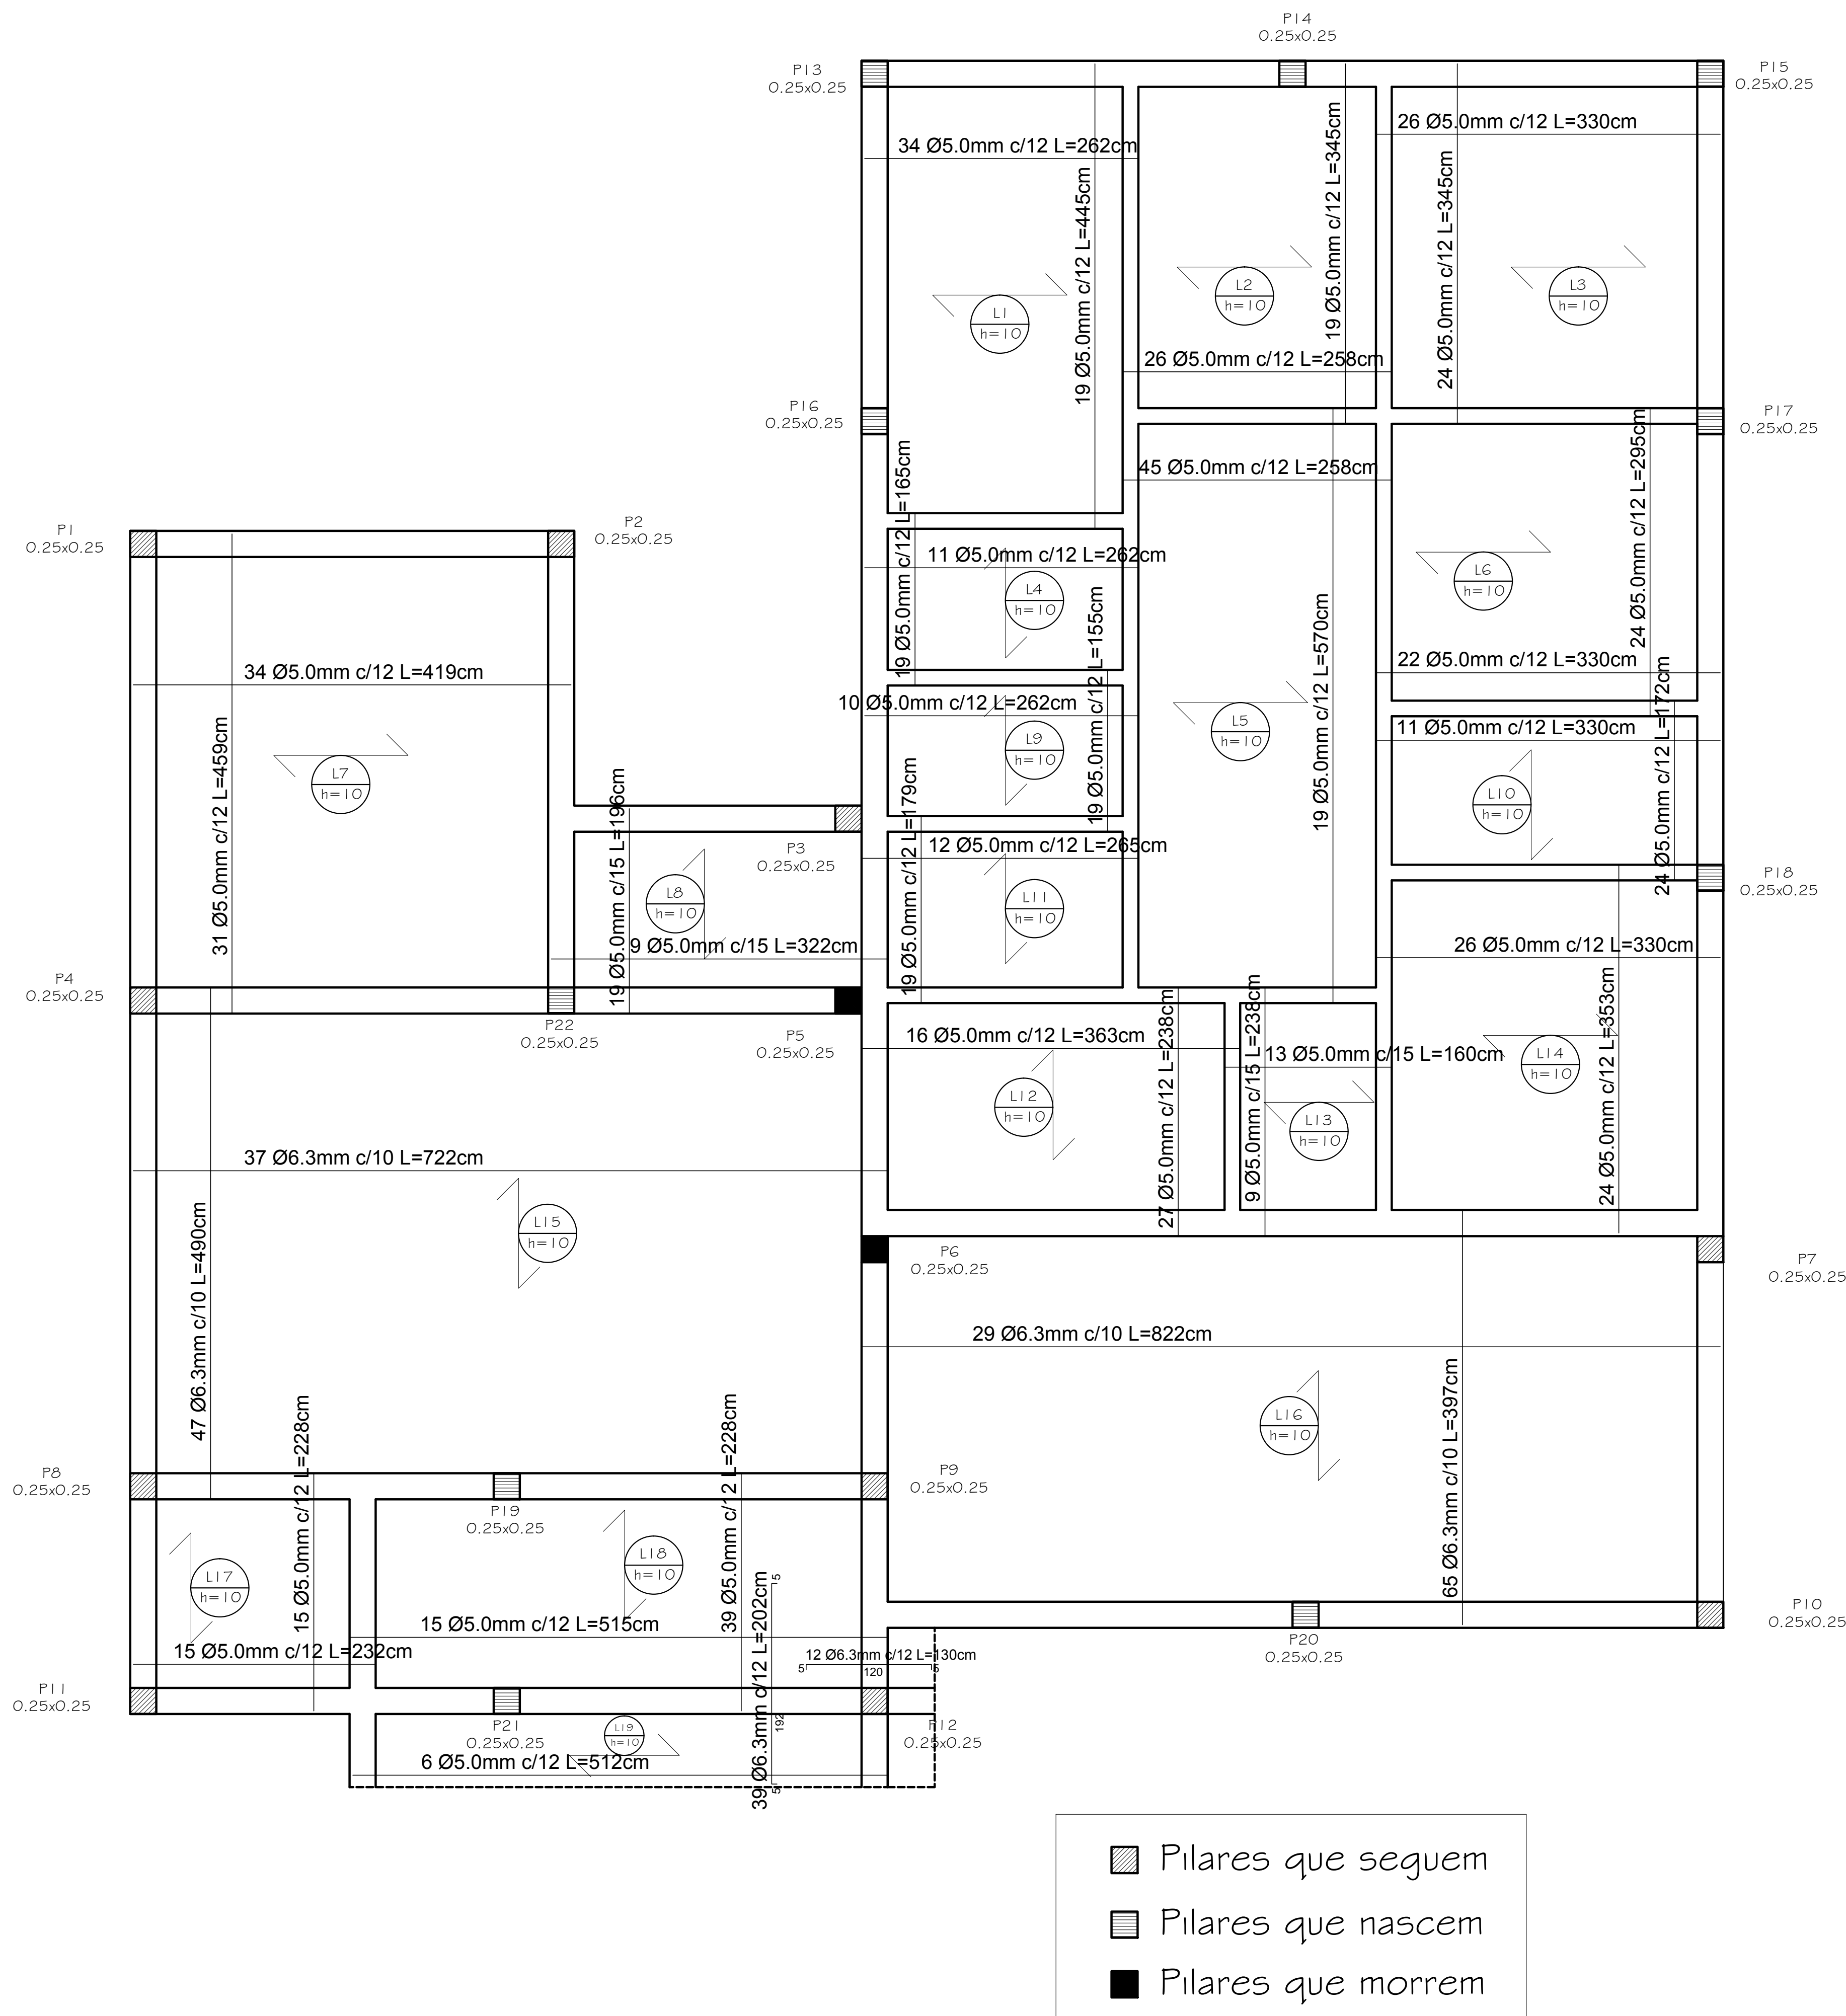 P14
0.25x0.25
P13
0.25x0.25
P15
0.25x0.25
34 Ø5.0mm c/12 L=262cm
19 Ø5.0mm c/12 L=445cm
19 Ø5.0mm c/12 L=345cm
26 Ø5.0mm c/12 L=330cm
24 Ø5.0mm c/12 L=345cm
L1
h=10
L2
h=10
L3
h=10
26 Ø5.0mm c/12 L=258cm
P16
0.25x0.25
P17
0.25x0.25
19 Ø5.0mm c/12 L=165cm
45 Ø5.0mm c/12 L=258cm
24 Ø5.0mm c/12 L=295cm
P1
0.25x0.25
P2
0.25x0.25
11 Ø5.0mm c/12 L=262cm
L4
h=10
L6
h=10
19 Ø5.0mm c/12 L=155cm
19 Ø5.0mm c/12 L=570cm
34 Ø5.0mm c/12 L=419cm
22 Ø5.0mm c/12 L=330cm
24 Ø5.0mm c/12 L=172cm
10 Ø5.0mm c/12 L=262cm
L9
h=10
L5
h=10
11 Ø5.0mm c/12 L=330cm
31 Ø5.0mm c/12 L=459cm
L7
h=10
19 Ø5.0mm c/15 L=196cm
19 Ø5.0mm c/12 L=179cm
L10
h=10
P3
0.25x0.25
12 Ø5.0mm c/12 L=265cm
P18
0.25x0.25
L8
h=10
L11
h=10
9 Ø5.0mm c/15 L=322cm
26 Ø5.0mm c/12 L=330cm
P4
0.25x0.25
P22
0.25x0.25
P5
0.25x0.25
16 Ø5.0mm c/12 L=363cm
27 Ø5.0mm c/12 L=238cm
9 Ø5.0mm c/15 L=238cm
13 Ø5.0mm c/15 L=160cm
24 Ø5.0mm c/12 L=353cm
L14
h=10
L12
h=10
L13
h=10
37 Ø6.3mm c/10 L=722cm
47 Ø6.3mm c/10 L=490cm
L15
h=10
P6
0.25x0.25
P7
0.25x0.25
29 Ø6.3mm c/10 L=822cm
65 Ø6.3mm c/10 L=397cm
L16
h=10
15 Ø5.0mm c/12 L=228cm
39 Ø5.0mm c/12 L=228cm
P8
0.25x0.25
P19
0.25x0.25
P9
0.25x0.25
L17
h=10
L18
h=10
39 Ø6.3mm c/12 L=202cm
5
192
5
15 Ø5.0mm c/12 L=515cm
15 Ø5.0mm c/12 L=232cm
12 Ø6.3mm c/12 L=130cm
5
120
5
P20
0.25x0.25
P10
0.25x0.25
P11
0.25x0.25
P21
0.25x0.25
L19
h=10
P12
0.25x0.25
6 Ø5.0mm c/12 L=512cm
Pilares que seguem
Pilares que nascem
Pilares que morrem